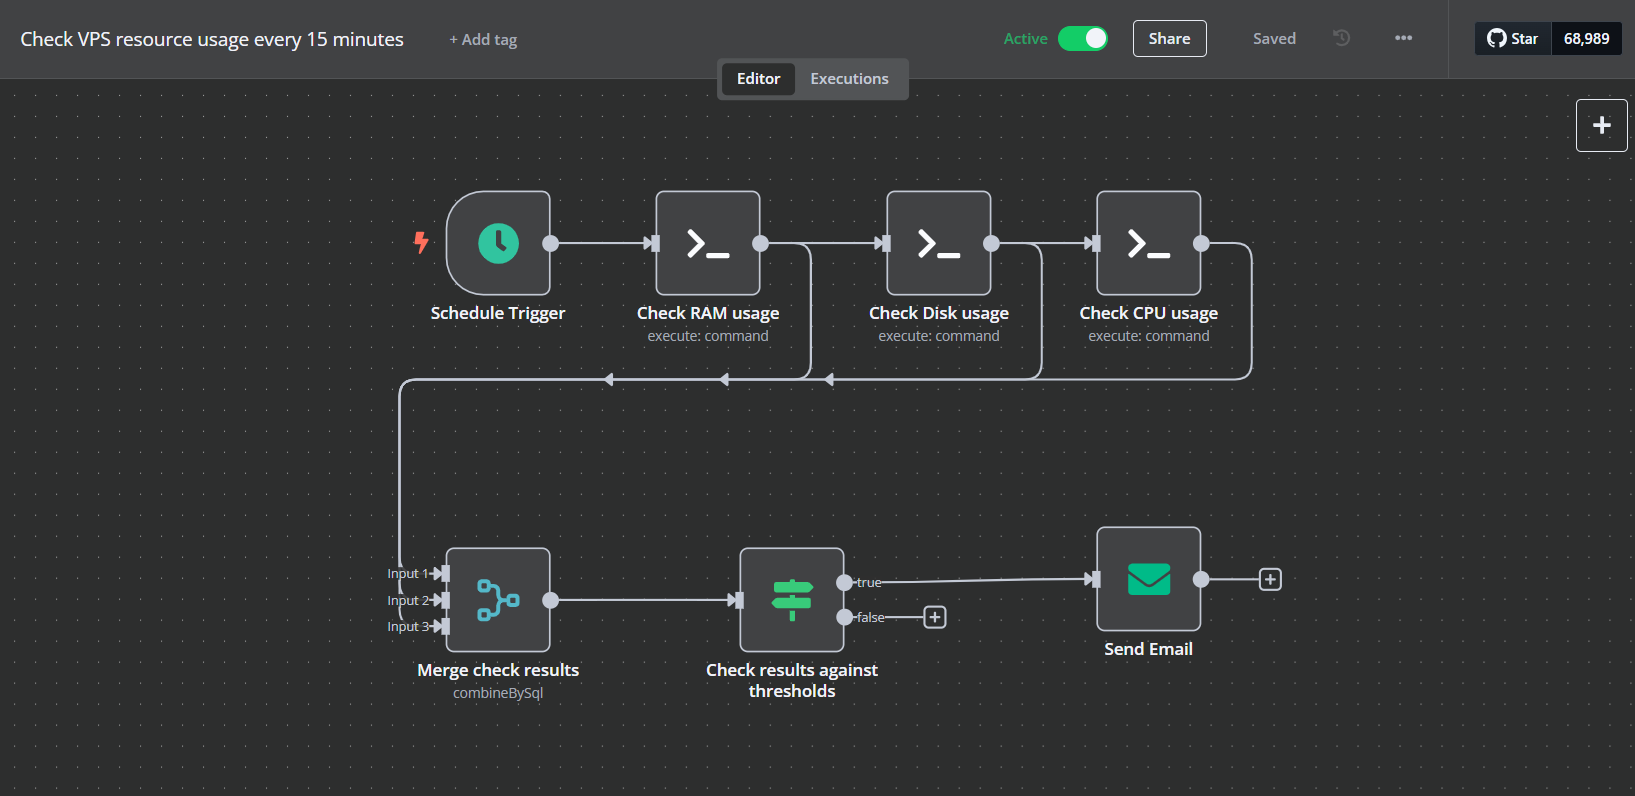 Check VPS resource usage every 15 minutes
+ Add tag
Active
Share
Saved
Star
68,989
Editor
Executions
Schedule Trigger
Check RAM usage
execute: command
Check Disk usage
execute: command
Check CPU usage
execute: command
Input 1
Input 2
Input 3
Merge check results
combineBySql
true
false
Check results against
thresholds
Send Email